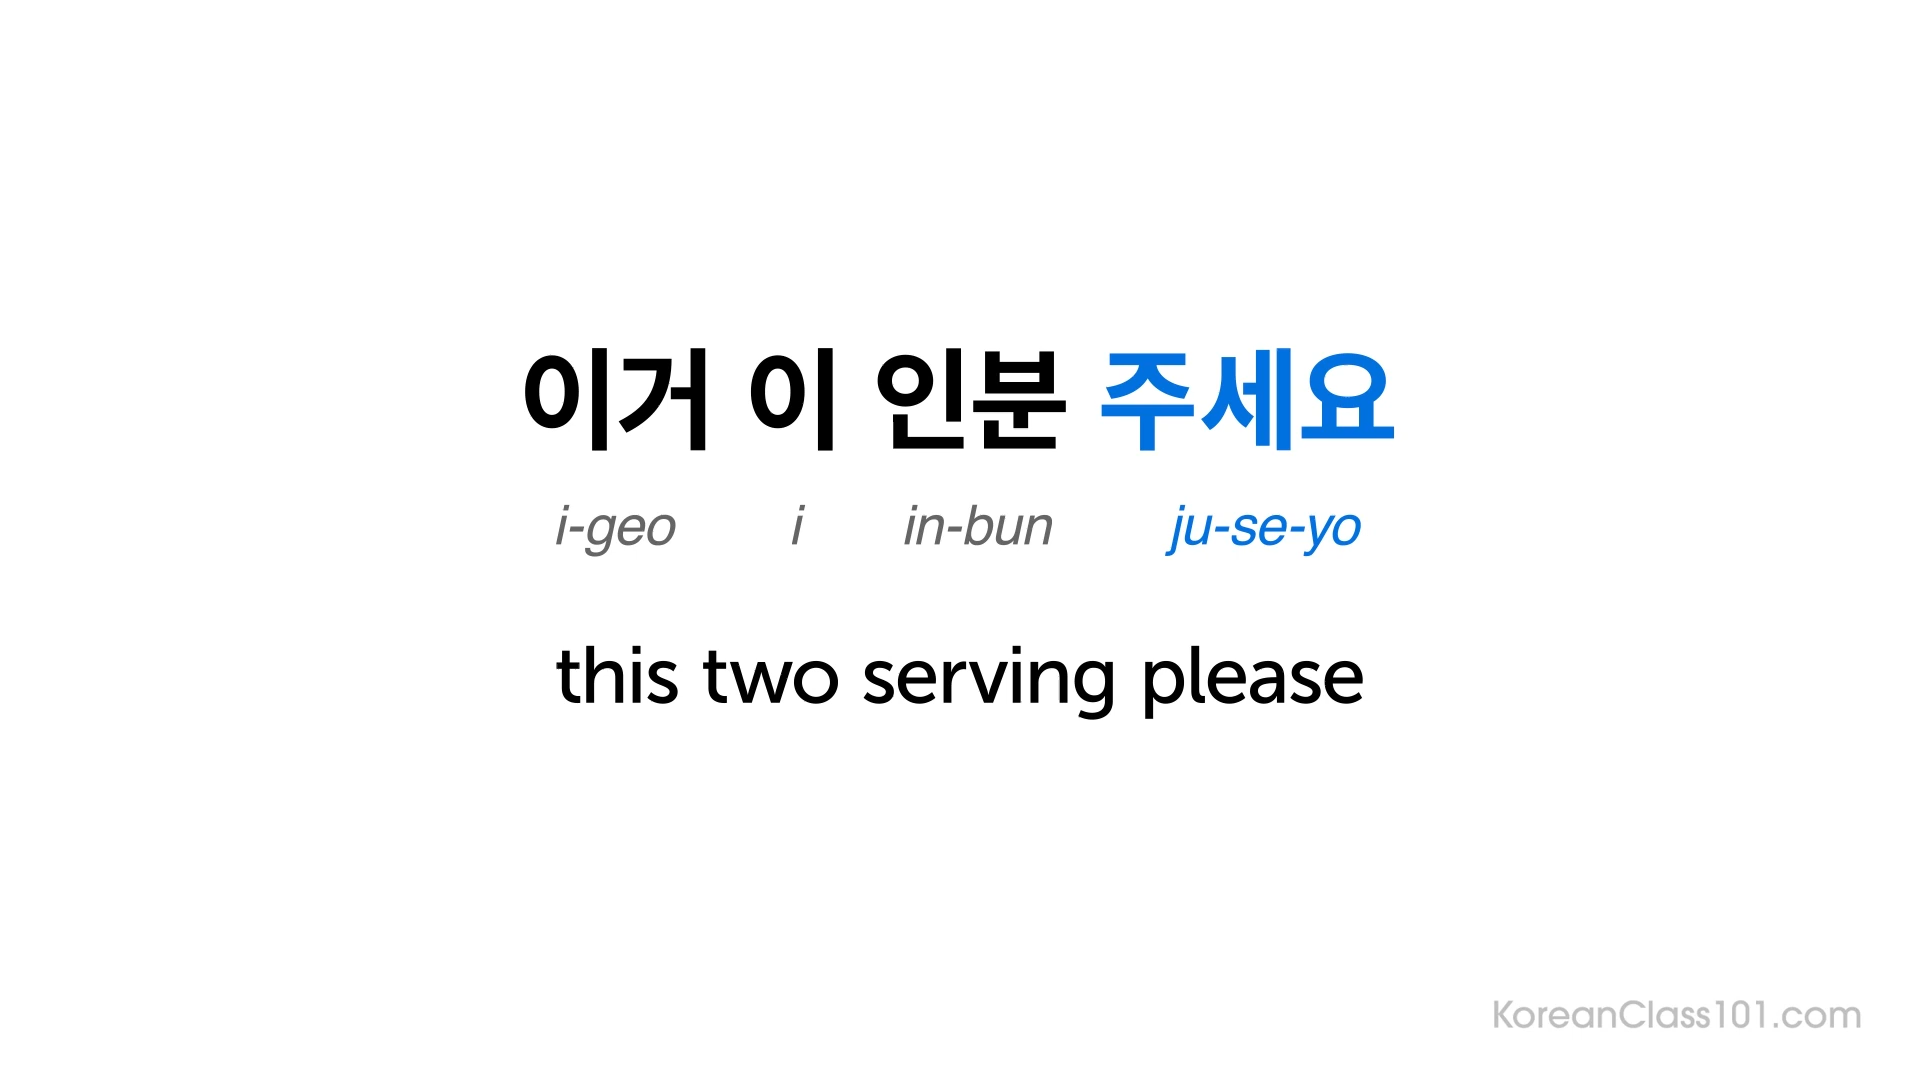 이거 이 인분 주세요
i-geo i in-bun ju-se-yo
this two serving please
KoreanClass101.com